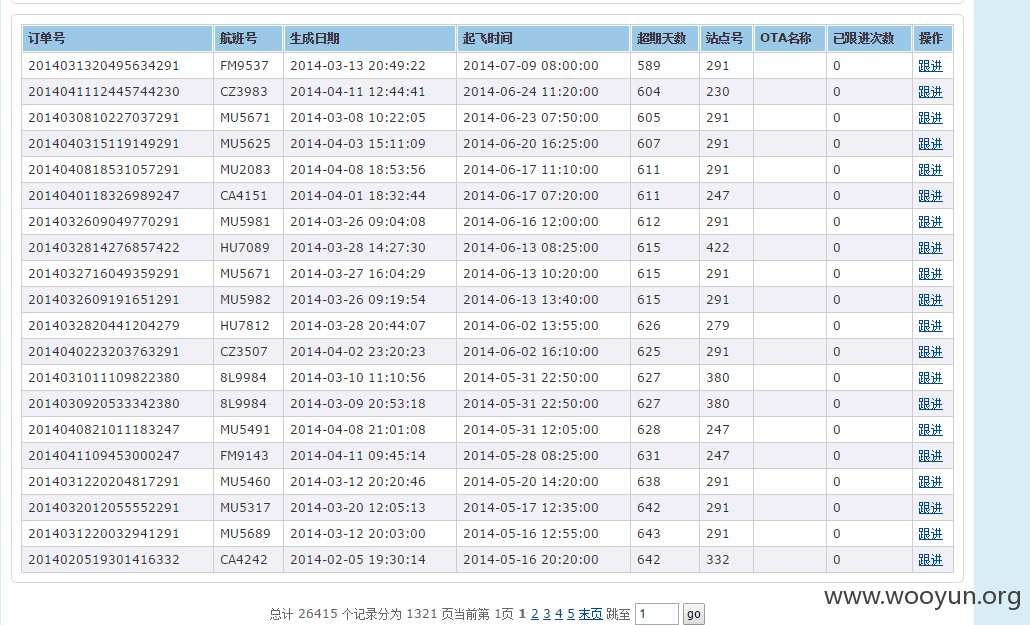 订单号 航班号 生成日期 起飞时间 超期天数 站点号 OTA名称 已跟进次数 操作
2014031320495634291 FM9537 2014-03-13 20:49:22 2014-07-09 08:00:00 589 291 0 跟进
2014041112445744230 CZ3983 2014-04-11 12:44:41 2014-06-24 11:20:00 604 230 0 跟进
2014030810227037291 MU5671 2014-03-08 10:22:05 2014-06-23 07:50:00 605 291 0 跟进
2014040315119149291 MU5625 2014-04-03 15:11:09 2014-06-20 16:25:00 607 291 0 跟进
2014040818531057291 MU2083 2014-04-08 18:53:56 2014-06-17 11:10:00 611 291 0 跟进
2014040118326989247 CA4151 2014-04-01 18:32:44 2014-06-17 07:20:00 611 247 0 跟进
2014032609049770291 MU5981 2014-03-26 09:04:08 2014-06-16 12:00:00 612 291 0 跟进
2014032814276857422 HU7089 2014-03-28 14:27:30 2014-06-13 08:25:00 615 422 0 跟进
2014032716049359291 MU5671 2014-03-27 16:04:29 2014-06-13 10:20:00 615 291 0 跟进
2014032609191651291 MU5982 2014-03-26 09:19:54 2014-06-13 13:40:00 615 291 0 跟进
2014032820441204279 HU7812 2014-03-28 20:44:07 2014-06-02 13:55:00 626 279 0 跟进
2014040223203763291 CZ3507 2014-04-02 23:20:23 2014-06-02 16:10:00 625 291 0 跟进
2014031011109822380 8L9984 2014-03-10 11:10:56 2014-05-31 22:50:00 627 380 0 跟进
2014030920533342380 8L9984 2014-03-09 20:53:18 2014-05-31 22:50:00 627 380 0 跟进
2014040821011183247 MU5491 2014-04-08 21:01:08 2014-05-31 12:05:00 628 247 0 跟进
2014041109453000247 FM9143 2014-04-11 09:45:14 2014-05-28 08:25:00 631 247 0 跟进
2014031220204817291 MU5460 2014-03-12 20:20:46 2014-05-20 14:20:00 638 291 0 跟进
2014032012055552291 MU5317 2014-03-20 12:05:13 2014-05-17 12:35:00 642 291 0 跟进
2014031220032941291 MU5689 2014-03-12 20:03:00 2014-05-16 12:55:00 643 291 0 跟进
2014020519301416332 CA4242 2014-02-05 19:30:14 2014-05-16 20:20:00 642 332 0 跟进
www.wooyun.org
总计 26415 个记录分为 1321 页当前第 1页 1 2 3 4 5 末页 跳至 1 go